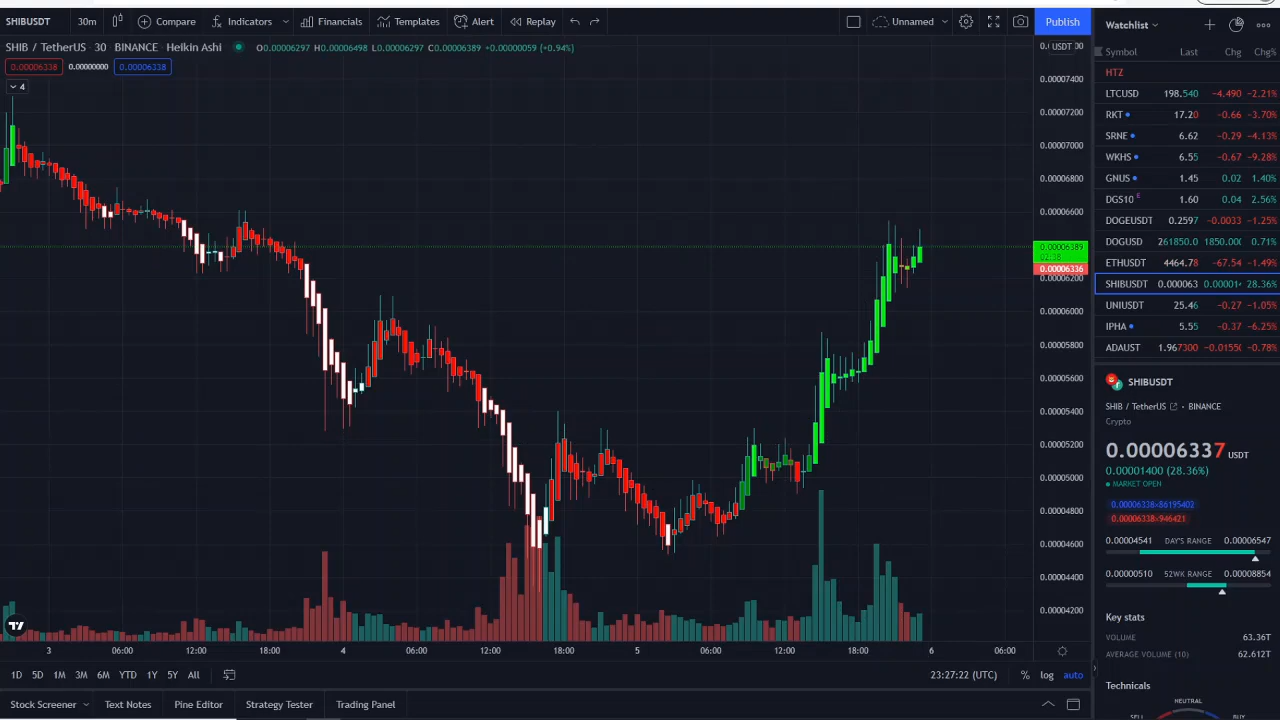 SHIBUSDT 30m Compare Indicators Financials Templates Alert Replay Unnamed Publish
SHIB / TetherUS 30 BINANCE Heikin Ashi O0.00006297 H0.00006498 L0.00006297 C0.00006389 +0.00000059 (+0.94%)
0.00006338 0.00000000 0.00006338
4
USDT
0.00007400
0.00007200
0.00007000
0.00006800
0.00006600
0.00006389
02:38
0.00006336
0.00006200
0.00006000
0.00005800
0.00005600
0.00005400
0.00005200
0.00005000
0.00004800
0.00004600
0.00004400
0.00004200
3 06:00 12:00 18:00 4 06:00 12:00 18:00 5 06:00 12:00 18:00 6 06:00
1D 5D 1M 3M 6M YTD 1Y 5Y All 23:27:22 (UTC) % log auto
Stock Screener Text Notes Pine Editor Strategy Tester Trading Panel
Watchlist
Symbol Last Chg Chg%
HTZ
LTCUSD 198.540 −4.490 −2.21%
RKT 17.20 −0.66 −3.70%
SRNE 6.62 −0.29 −4.13%
WKHS 6.55 −0.67 −9.28%
GNUS 1.45 0.02 1.40%
DGS10 E 1.60 0.04 2.56%
DOGEUSDT 0.2597 −0.0033 −1.25%
DOGUSD 261850.0 1850.00 0.71%
ETHUSDT 4464.78 −67.54 −1.49%
SHIBUSDT 0.000063 0.00001 28.36%
UNIUSDT 25.46 −0.27 −1.05%
IPHA 5.55 −0.37 −6.25%
ADAUST 1.967300 −0.0155 −0.78%
SHIBUSDT
SHIB / TetherUS • BINANCE
Crypto
0.00006337 USDT
0.00001400 (28.36%)
MARKET OPEN
0.00006338×86195402
0.00006338×946421
0.00004541 DAY'S RANGE 0.00006547
0.00000510 52WK RANGE 0.00008854
Key stats
VOLUME 63.36T
AVERAGE VOLUME (10) 62.612T
Technicals
NEUTRAL
SELL BUY